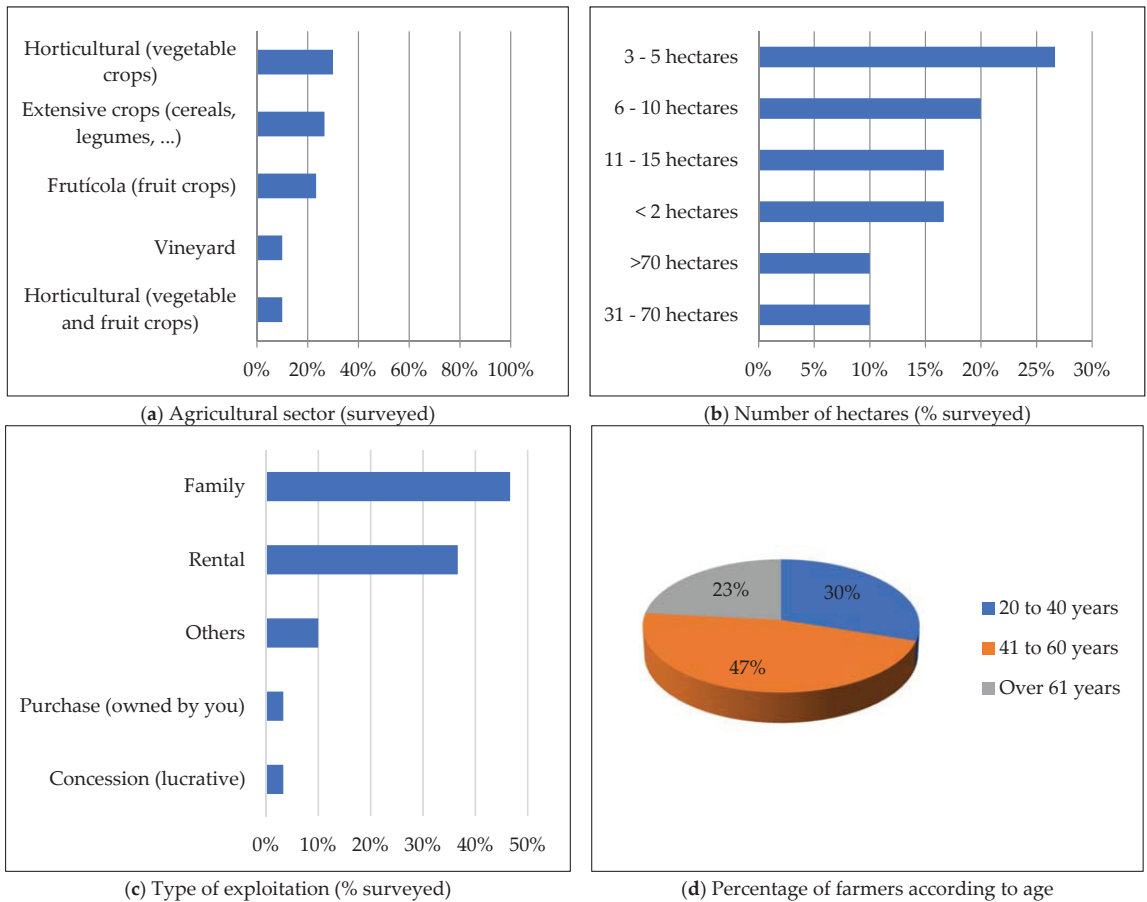 Horticultural (vegetable
crops)
Extensive crops (cereals,
legumes, ...)
Frutícola (fruit crops)
Vineyard
Horticultural (vegetable
and fruit crops)
0% 20% 40% 60% 80% 100%
(a) Agricultural sector (surveyed)
3 - 5 hectares
6 - 10 hectares
11 - 15 hectares
< 2 hectares
>70 hectares
31 - 70 hectares
0% 5% 10% 15% 20% 25% 30%
(b) Number of hectares (% surveyed)
Family
Rental
Others
Purchase (owned by you)
Concession (lucrative)
0% 10% 20% 30% 40% 50%
(c) Type of exploitation (% surveyed)
23%
30%
47%
20 to 40 years
41 to 60 years
Over 61 years
(d) Percentage of farmers according to age